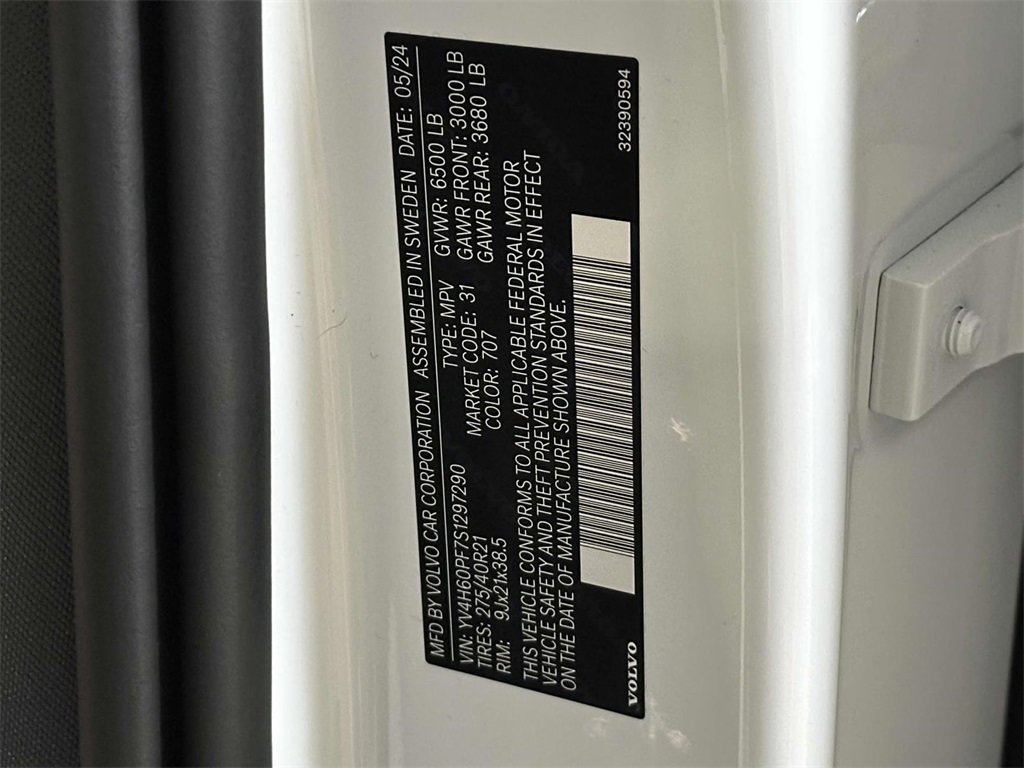 MFD BY VOLVO CAR CORPORATION ASSEMBLED IN SWEDEN DATE: 05/24
VIN: YV4H60PF7S1297290 TYPE: MPV GVWR: 6500 LB
TIRES: 275/40R21 MARKET CODE: 31 GAWR FRONT: 3000 LB
RIM: 9Jx21x38.5 COLOR: 707 GAWR REAR: 3680 LB
THIS VEHICLE CONFORMS TO ALL APPLICABLE FEDERAL MOTOR
VEHICLE SAFETY AND THEFT PREVENTION STANDARDS IN EFFECT
ON THE DATE OF MANUFACTURE SHOWN ABOVE.
VOLVO 32390594